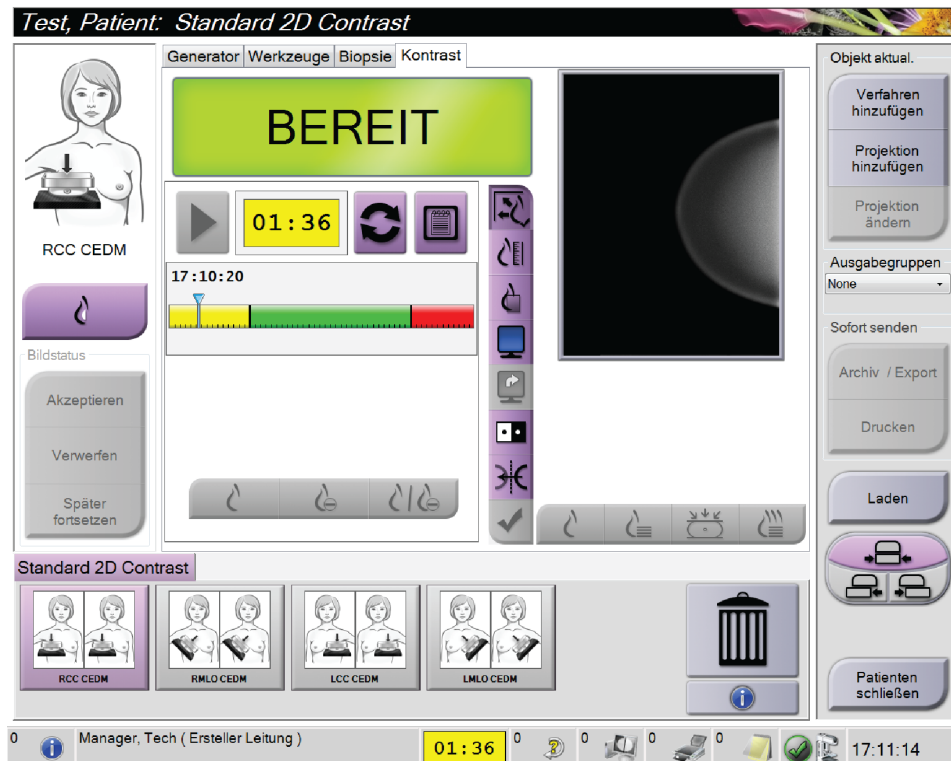 Test, Patient: Standard 2D Contrast
Generator Werkzeuge Biopsie Kontrast
BEREIT
RCC CEDM
01:36
17:10:20
Bildstatus
Akzeptieren
Verwerfen
Später
fortsetzen
Objekt aktual.
Verfahren
hinzufügen
Projektion
hinzufügen
Projektion
ändern
Ausgabegruppen
None
Sofort senden
Archiv / Export
Drucken
Laden
Patienten
schließen
Standard 2D Contrast
RCC CEDM
RMLO CEDM
LCC CEDM
LMLO CEDM
0 Manager, Tech ( Ersteller Leitung ) 01:36 0 0 0 0 17:11:14